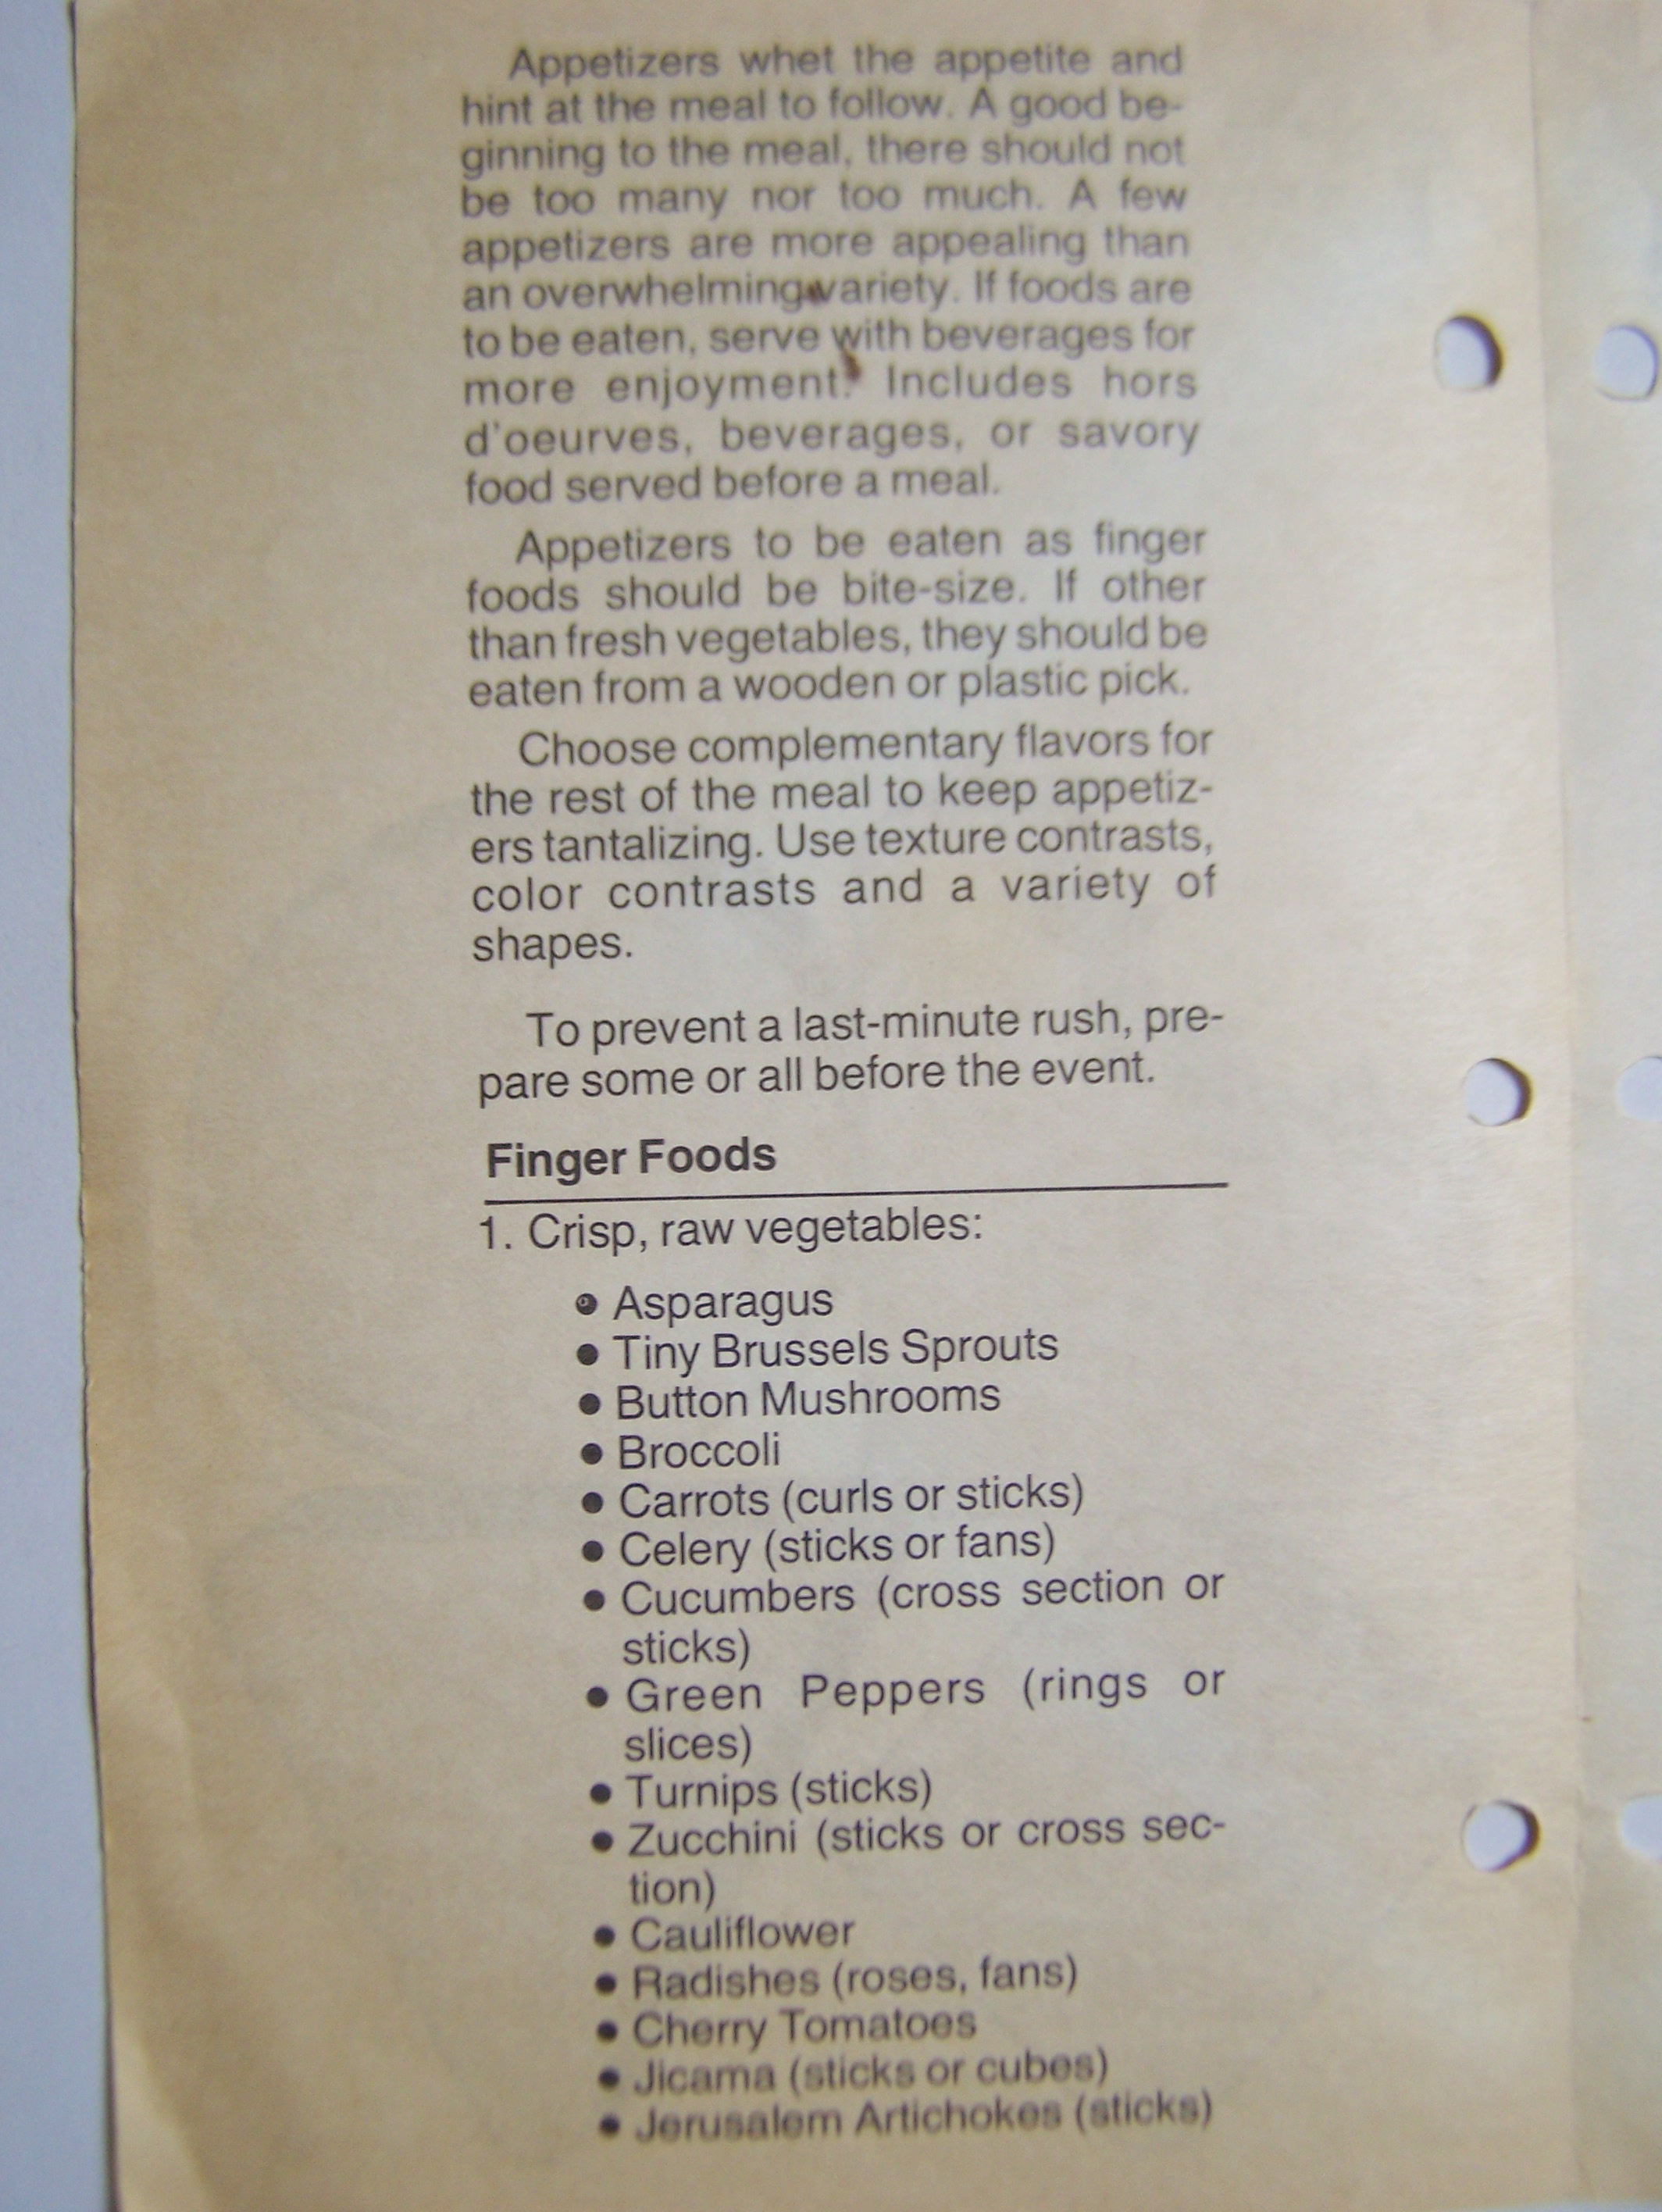 Appetizers whet the appetite and
hint at the meal to follow. A good be-
ginning to the meal, there should not
be too many nor too much. A few
appetizers are more appealing than
an overwhelming variety. If foods are
to be eaten, serve with beverages for
more enjoyment. Includes hors
d'oeurves, beverages, or savory
food served before a meal.
Appetizers to be eaten as finger
foods should be bite-size. If other
than fresh vegetables, they should be
eaten from a wooden or plastic pick.
Choose complementary flavors for
the rest of the meal to keep appetiz-
ers tantalizing. Use texture contrasts,
color contrasts and a variety of
shapes.
To prevent a last-minute rush, pre-
pare some or all before the event.
Finger Foods
1. Crisp, raw vegetables:
• Asparagus
• Tiny Brussels Sprouts
• Button Mushrooms
• Broccoli
• Carrots (curls or sticks)
• Celery (sticks or fans)
• Cucumbers (cross section or
sticks)
• Green Peppers (rings or
slices)
• Turnips (sticks)
• Zucchini (sticks or cross sec-
tion)
• Cauliflower
• Radishes (roses, fans)
• Cherry Tomatoes
• Jicama (sticks or cubes)
• Jerusalem Artichokes (sticks)